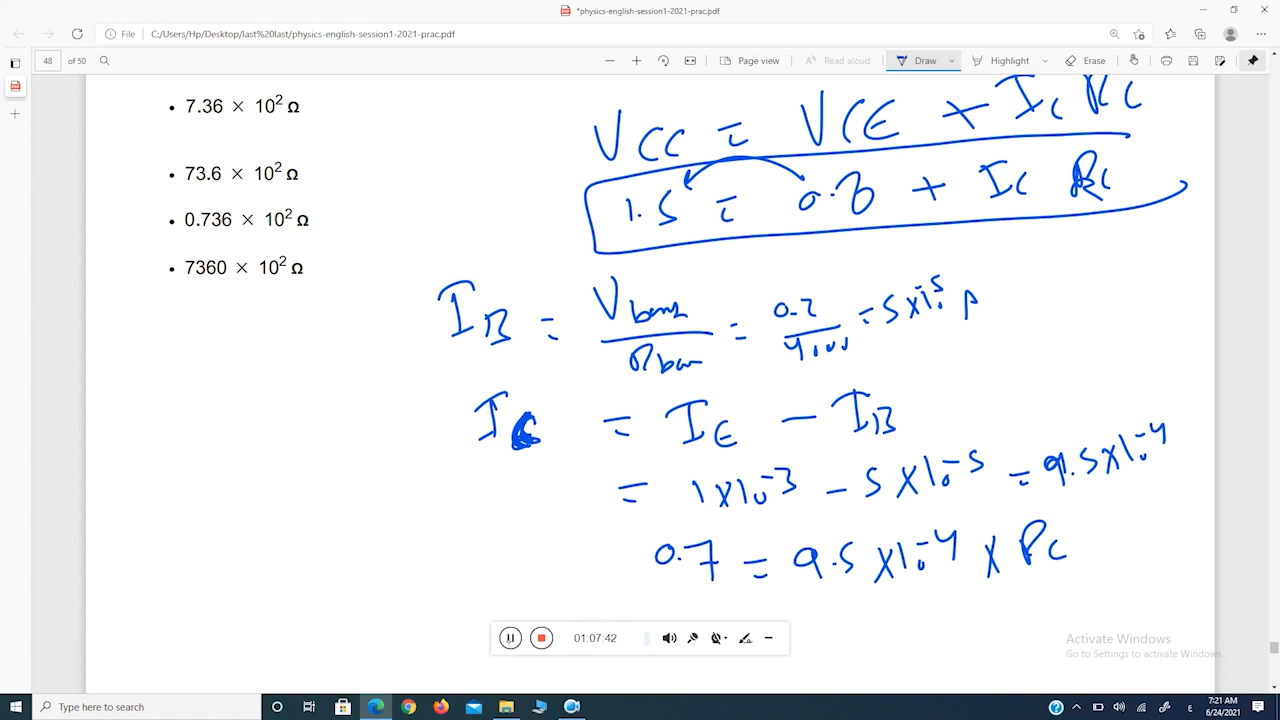 *physics-english-session1-2021-prac.pdf
File | C:/Users/Hp/Desktop/last%20last/physics-english-session1-2021-prac.pdf
48 of 50
Page view
Read aloud
Draw
Highlight
Erase
• 7.36 × 10² Ω
• 73.6 × 10² Ω
• 0.736 × 10² Ω
• 7360 × 10² Ω
VCC = VCE + IC RC
1.5 = 0.8 + IC RC
IB = Vbase / Rbase = 0.2 / 4000 = 5 × 10⁻⁵ A
IC = IE - IB
= 1 × 10⁻³ - 5 × 10⁻⁵ = 9.5 × 10⁻⁴
0.7 = 9.5 × 10⁻⁴ × RC
01:07:42
Activate Windows
Go to Settings to activate Windows.
Type here to search
7:21 AM
6/24/2021